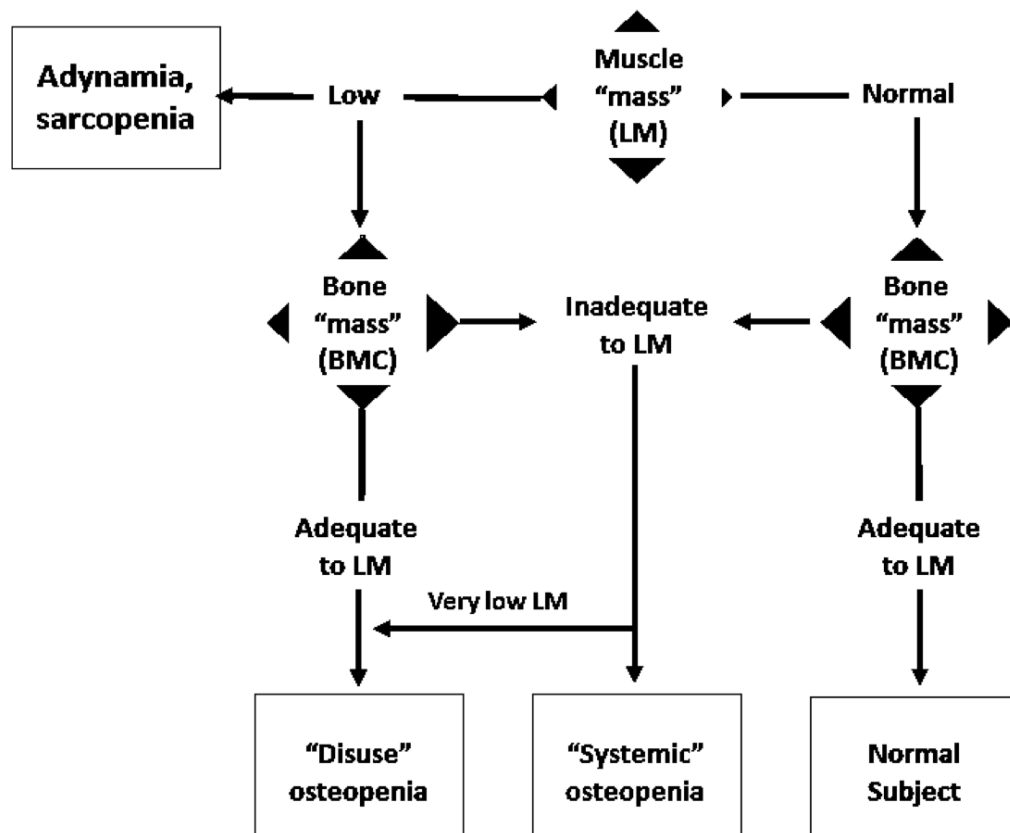 Adynamia,
sarcopenia
Low
Muscle
“mass”
(LM)
Normal
Bone
“mass”
(BMC)
Inadequate
to LM
Bone
“mass”
(BMC)
Adequate
to LM
Very low LM
Adequate
to LM
“Disuse”
osteopenia
“Systemic”
osteopenia
Normal
Subject